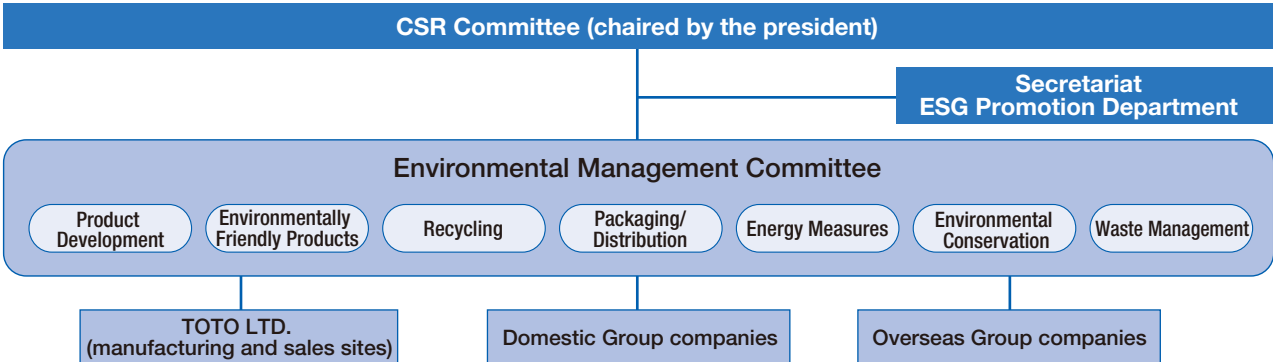 CSR Committee (chaired by the president)
Secretariat
ESG Promotion Department
Environmental Management Committee
Product
Development
Environmentally
Friendly Products
Recycling
Packaging/
Distribution
Energy Measures
Environmental
Conservation
Waste Management
TOTO LTD.
(manufacturing and sales sites)
Domestic Group companies
Overseas Group companies